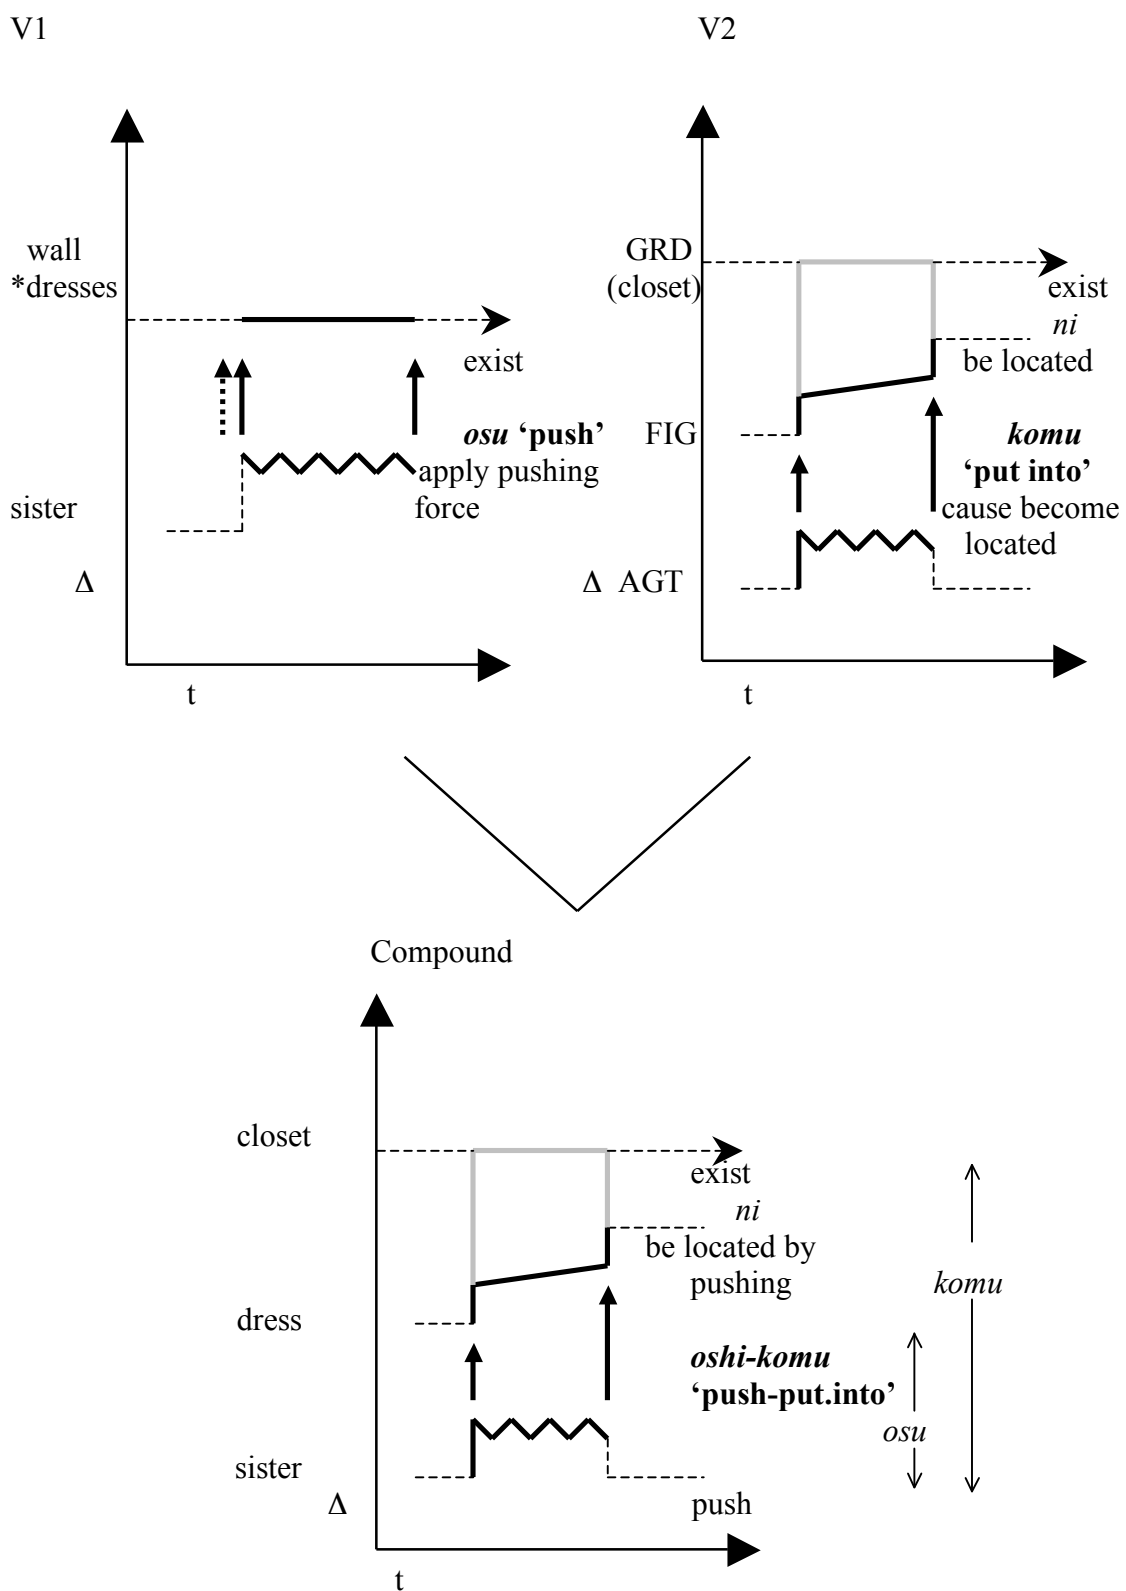 V1
V2
wall
*dresses
exist
osu ‘push’
apply pushing
force
sister
Δ
t
GRD
(closet)
exist
ni
be located
FIG
komu
‘put into’
cause become
located
Δ AGT
t
Compound
closet
exist
ni
be located by
pushing
komu
dress
oshi-komu
‘push-put.into’
osu
sister
Δ
push
t